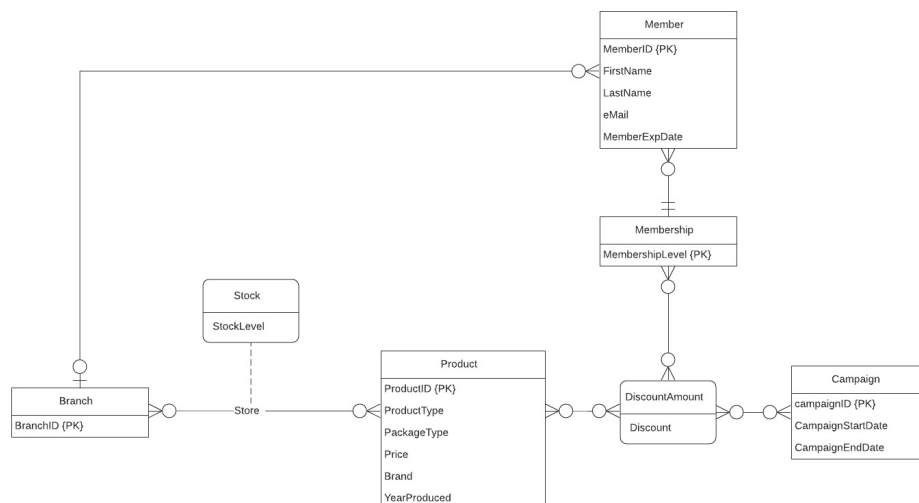 Member
MemberID {PK}
FirstName
LastName
eMail
MemberExpDate
Membership
MembershipLevel {PK}
Stock
StockLevel
Product
ProductID {PK}
ProductType
PackageType
Price
Brand
YearProduced
Branch
BranchID {PK}
Store
DiscountAmount
Discount
Campaign
campaignID {PK}
CampaignStartDate
CampaignEndDate